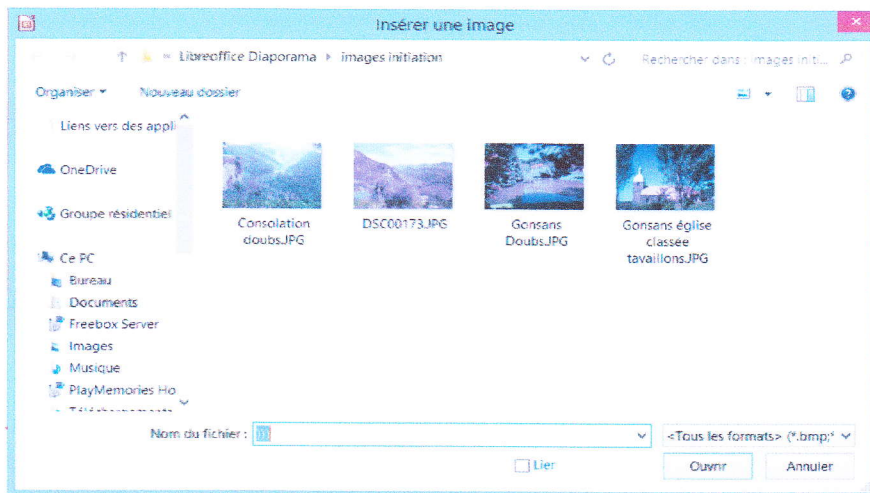 Insérer une image
Libreoffice Diaporama images initiation
Rechercher dans : images initi...
Organiser Nouveau dossier
Liens vers des appli
OneDrive
Groupe résidentiel
Ce PC
Bureau
Documents
Freebox Server
Images
Musique
PlayMemories Ho
Téléchargements
Consolation
doubs.JPG
DSC00173.JPG
Gonsans
Doubs.JPG
Gonsans église
classée
tavaillons.JPG
Nom du fichier :
<Tous les formats> (*.bmp;*
Lier
Ouvrir Annuler